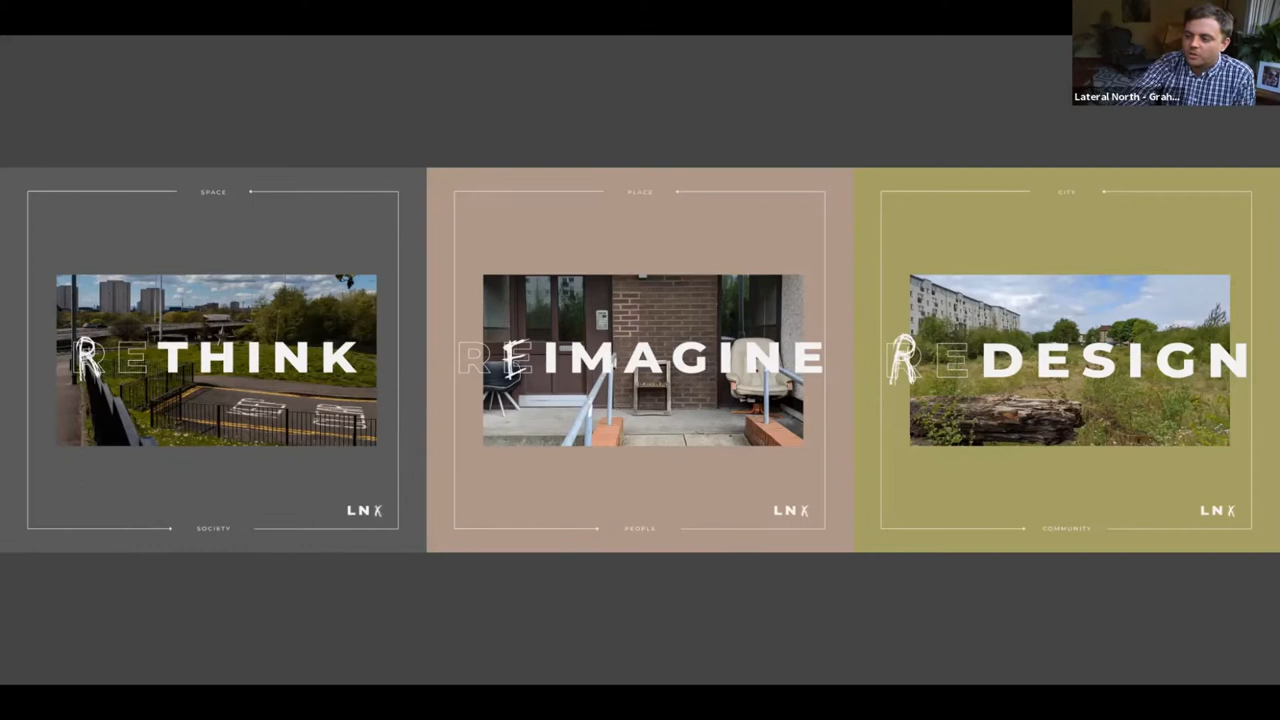 Lateral North - Grah...
SPACE
RETHINK
LNX
SOCIETY
PLACE
REIMAGINE
LNX
PEOPLE
CITY
REDESIGN
LNX
COMMUNITY